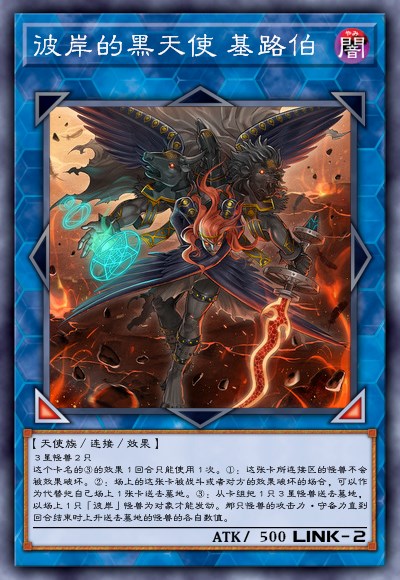 彼岸的黑天使 基路伯
やみ
闇
【天使族／连接／效果】
３星怪兽２只
这个卡名的③的效果１回合只能使用１次。①：这张卡所连接区的怪兽不会
被效果破坏。②：场上的这张卡被战斗或者对方的效果破坏的场合，可以作
为代替把自己场上１张卡送去墓地。③：从卡组把１只３星怪兽送去墓地，
以场上１只「彼岸」怪兽为对象才能发动。那只怪兽的攻击力・守备力直到
回合结束时上升送去墓地的怪兽的各自数值。
ATK/ 500 LINK-2